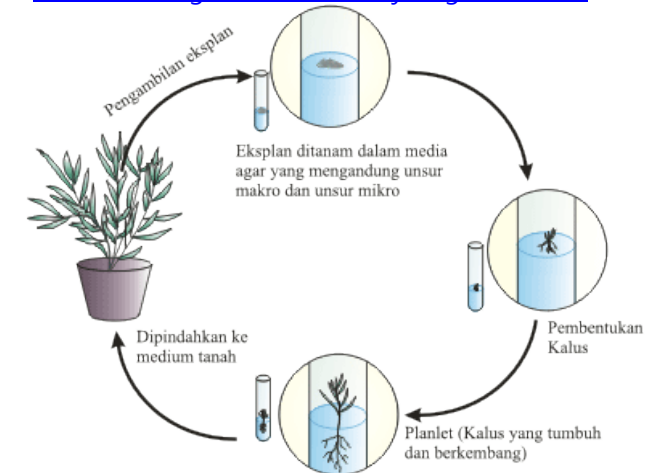 Pengambilan eksplan
Eksplan ditanam dalam media
agar yang mengandung unsur
makro dan unsur mikro
Pembentukan
Kalus
Planlet (Kalus yang tumbuh
dan berkembang)
Dipindahkan ke
medium tanah